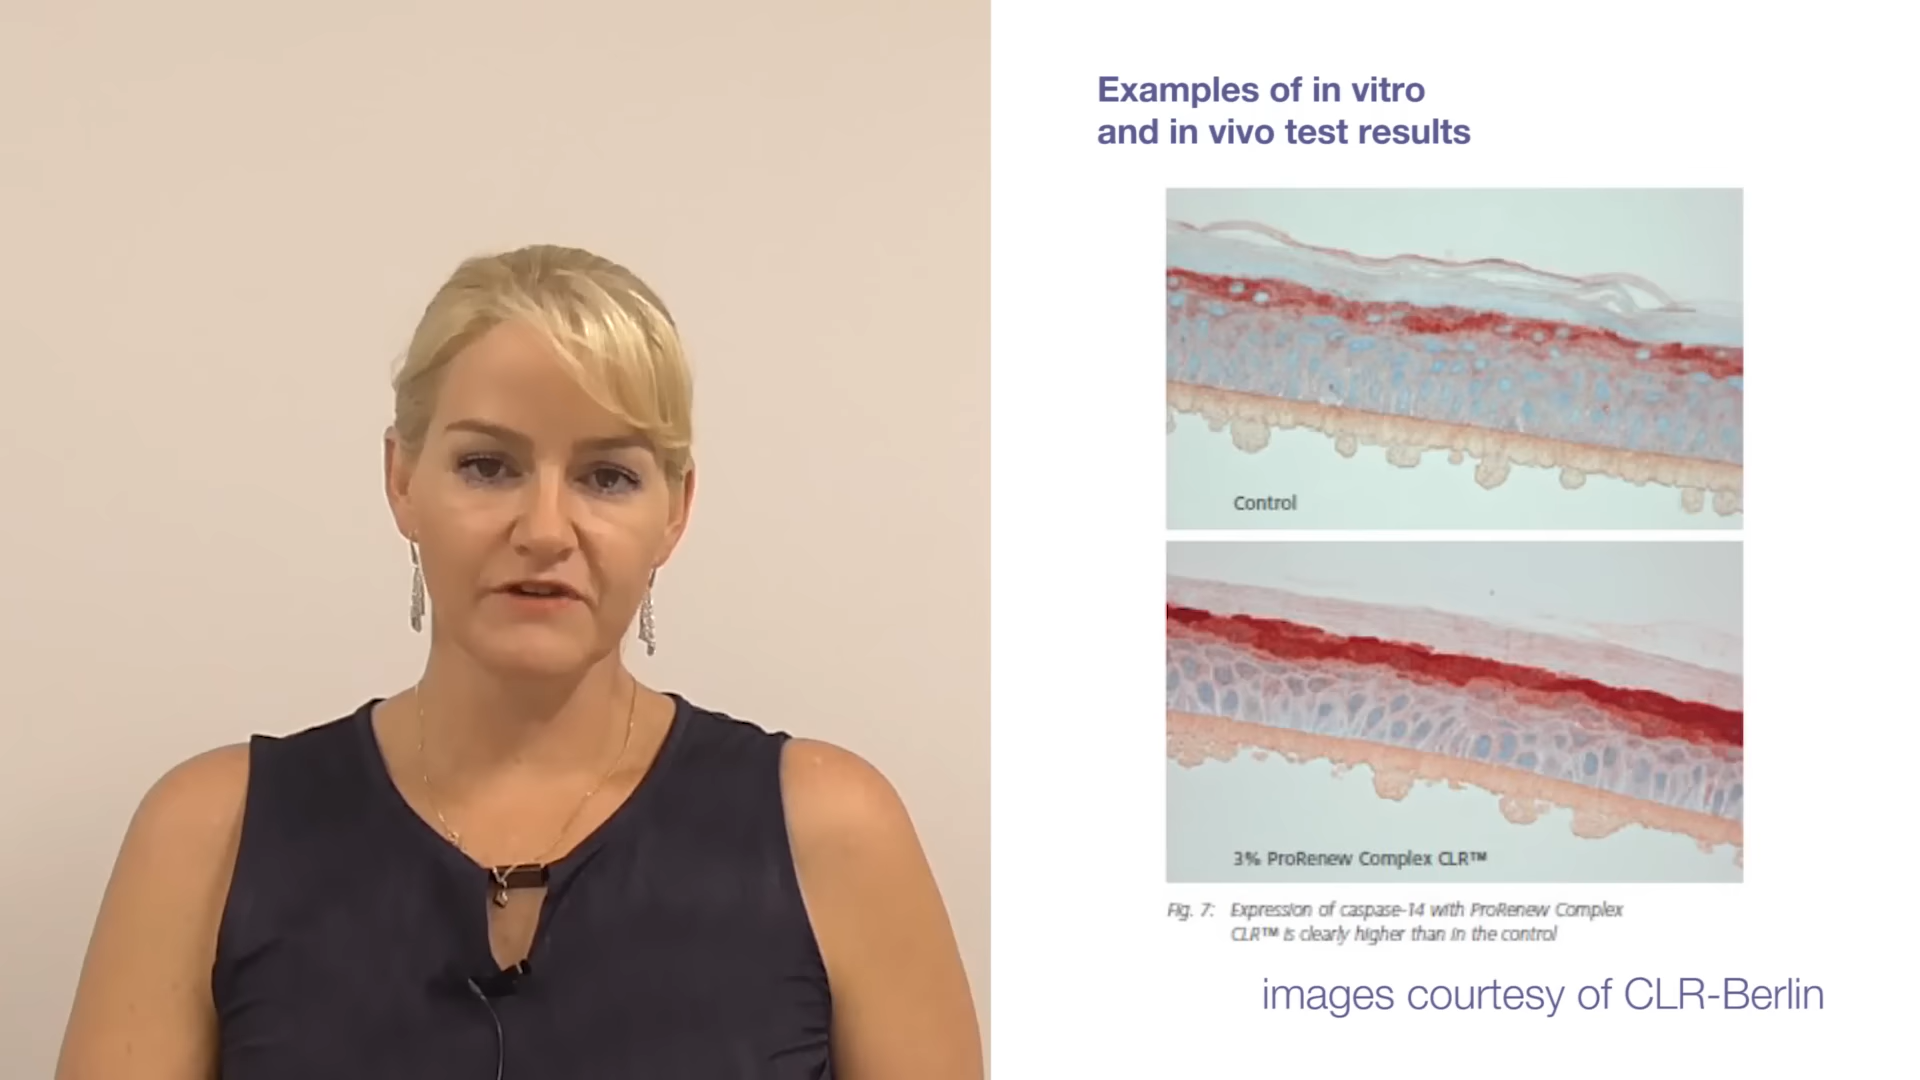 Examples of in vitro
and in vivo test results
Control
3% ProRenew Complex CLR™
Fig. 7: Expression of caspase-14 with ProRenew Complex
CLR™ is clearly higher than in the control
images courtesy of CLR-Berlin